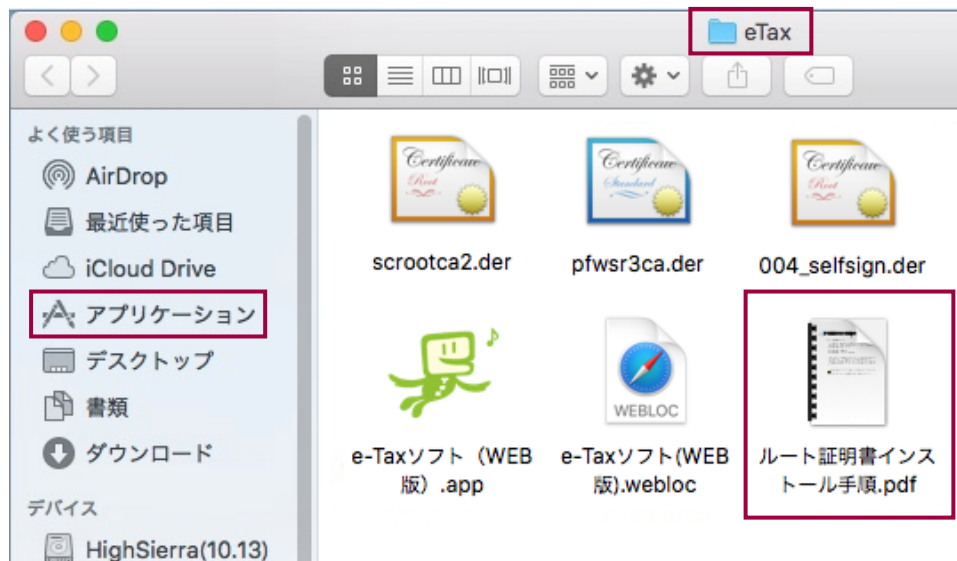 eTax
よく使う項目
AirDrop
最近使った項目
iCloud Drive
アプリケーション
デスクトップ
書類
ダウンロード
デバイス
HighSierra(10.13)
Certificate
Root
Certificate
Standard
Certificate
Root
scrootca2.der
pfwsr3ca.der
004_selfsign.der
WEBLOC
e-Taxソフト（WEB
版）.app
e-Taxソフト(WEB
版).webloc
ルート証明書インス
トール手順.pdf